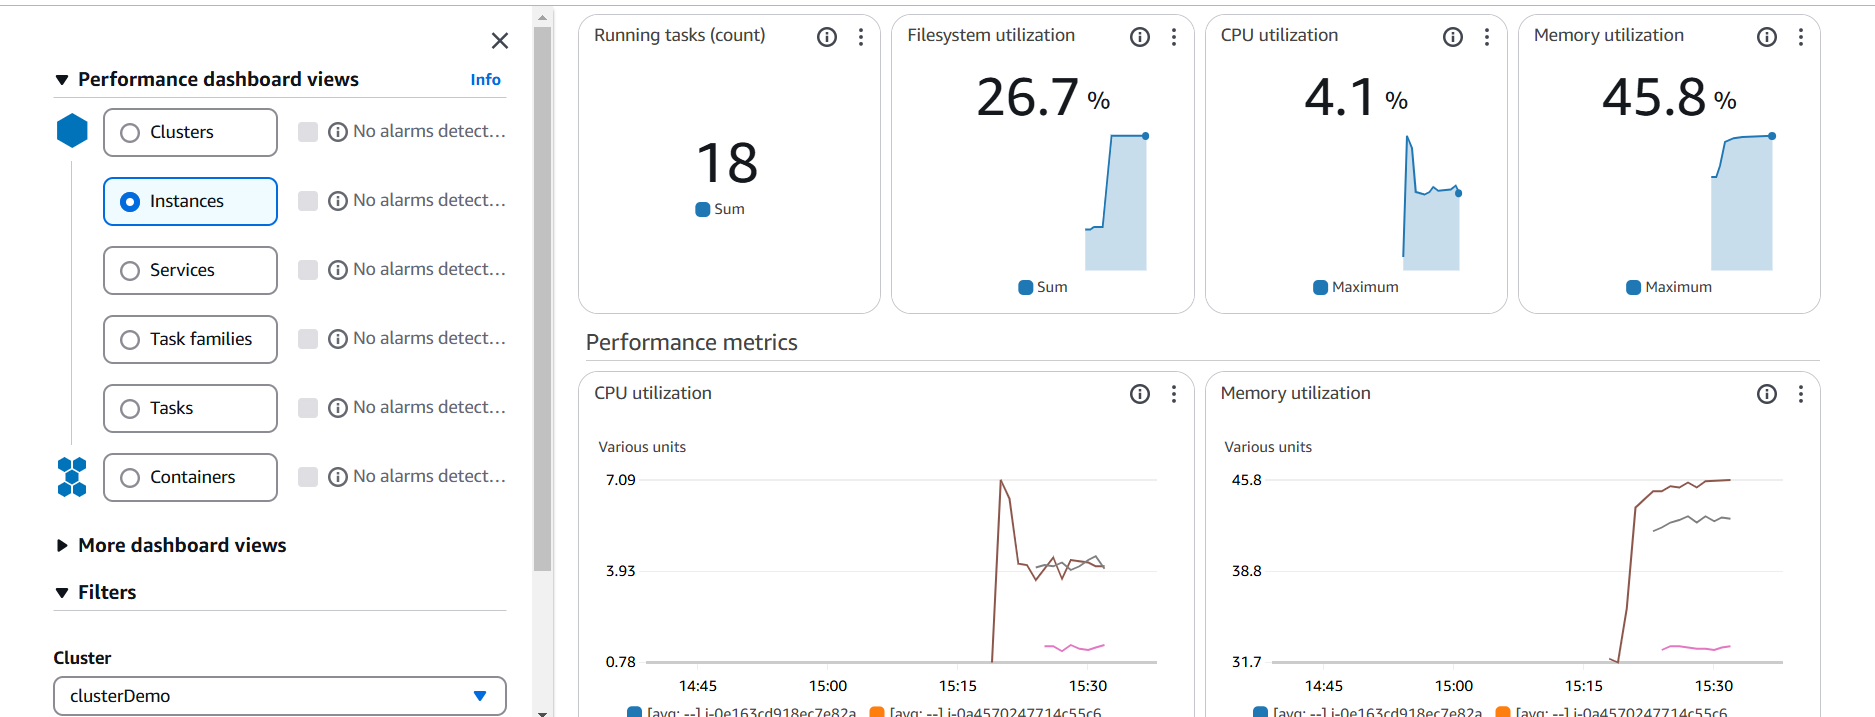 Performance dashboard views
Info
Clusters
No alarms detect...
Instances
No alarms detect...
Services
No alarms detect...
Task families
No alarms detect...
Tasks
No alarms detect...
Containers
No alarms detect...
More dashboard views
Filters
Cluster
clusterDemo
Running tasks (count)
18
Sum
Filesystem utilization
26.7 %
Sum
CPU utilization
4.1 %
Maximum
Memory utilization
45.8 %
Maximum
Performance metrics
CPU utilization
Various units
7.09
3.93
0.78
14:45 15:00 15:15 15:30
[avg: --] i-0e163cd918ec7e82a [avg: --] i-0a4570247714c55c6
Memory utilization
Various units
45.8
38.8
31.7
14:45 15:00 15:15 15:30
[avg: --] i-0e163cd918ec7e82a [avg: --] i-0a4570247714c55c6